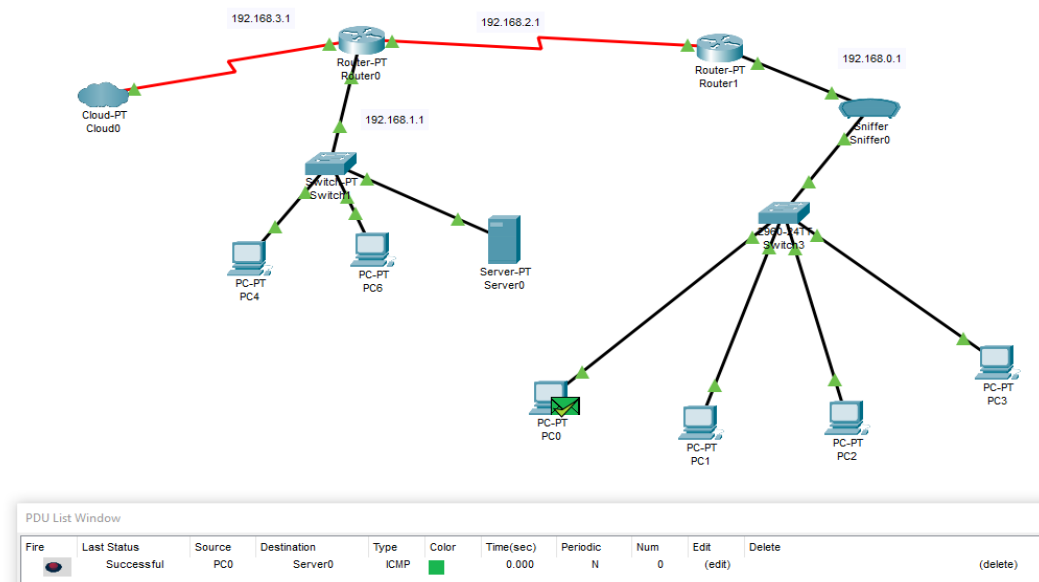 192.168.3.1
192.168.2.1
Router-PT
Router0
Router-PT
Router1
192.168.0.1
Cloud-PT
Cloud0
192.168.1.1
Sniffer
Sniffer0
Switch-PT
Switch1
2960-24TT
Switch3
PC-PT
PC4
PC-PT
PC6
Server-PT
Server0
PC-PT
PC3
PC-PT
PC0
PC-PT
PC1
PC-PT
PC2
PDU List Window
Fire Last Status Source Destination Type Color Time(sec) Periodic Num Edit Delete
Successful PC0 Server0 ICMP 0.000 N 0 (edit) (delete)